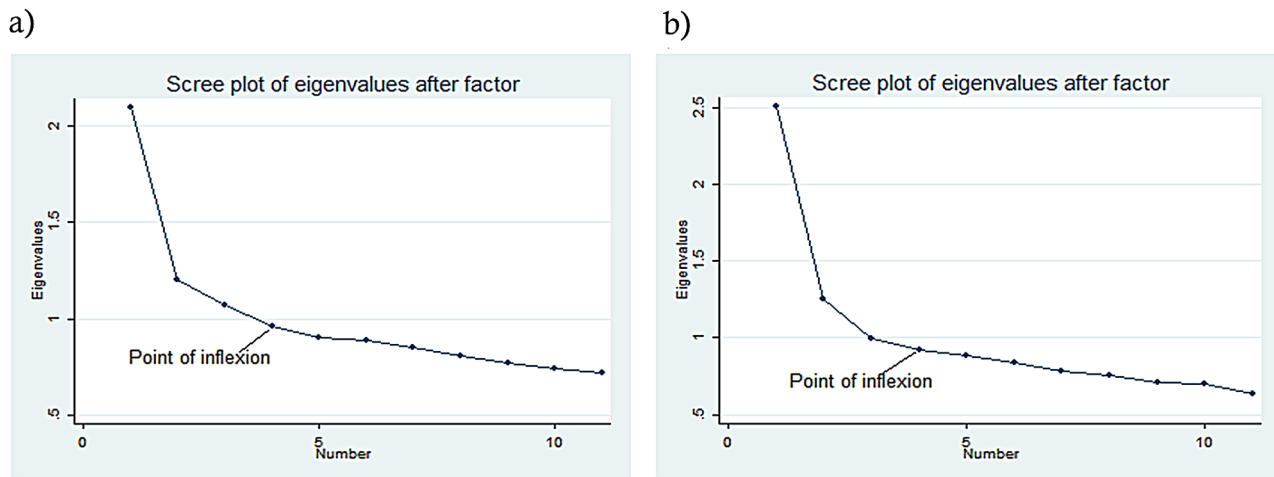 a)
Scree plot of eigenvalues after factor
Eigenvalues
2
1.5
1
.5
Point of inflexion
0
5
10
Number
b)
Scree plot of eigenvalues after factor
Eigenvalues
2.5
2
1.5
1
.5
Point of inflexion
0
5
10
Number